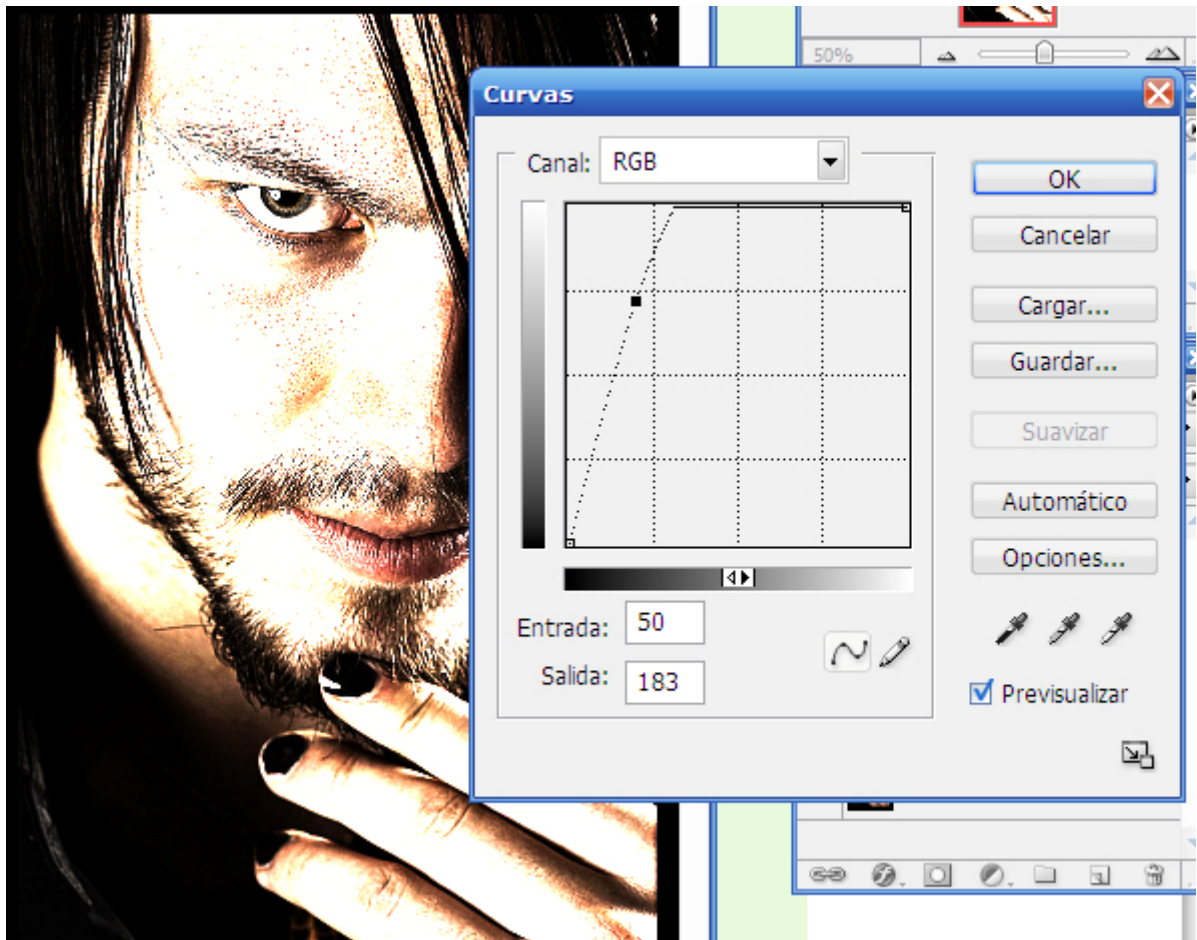 50%
Curvas
Canal: RGB
OK
Cancelar
Cargar...
Guardar...
Suavizar
Automático
Opciones...
Entrada: 50
Salida: 183
Previsualizar